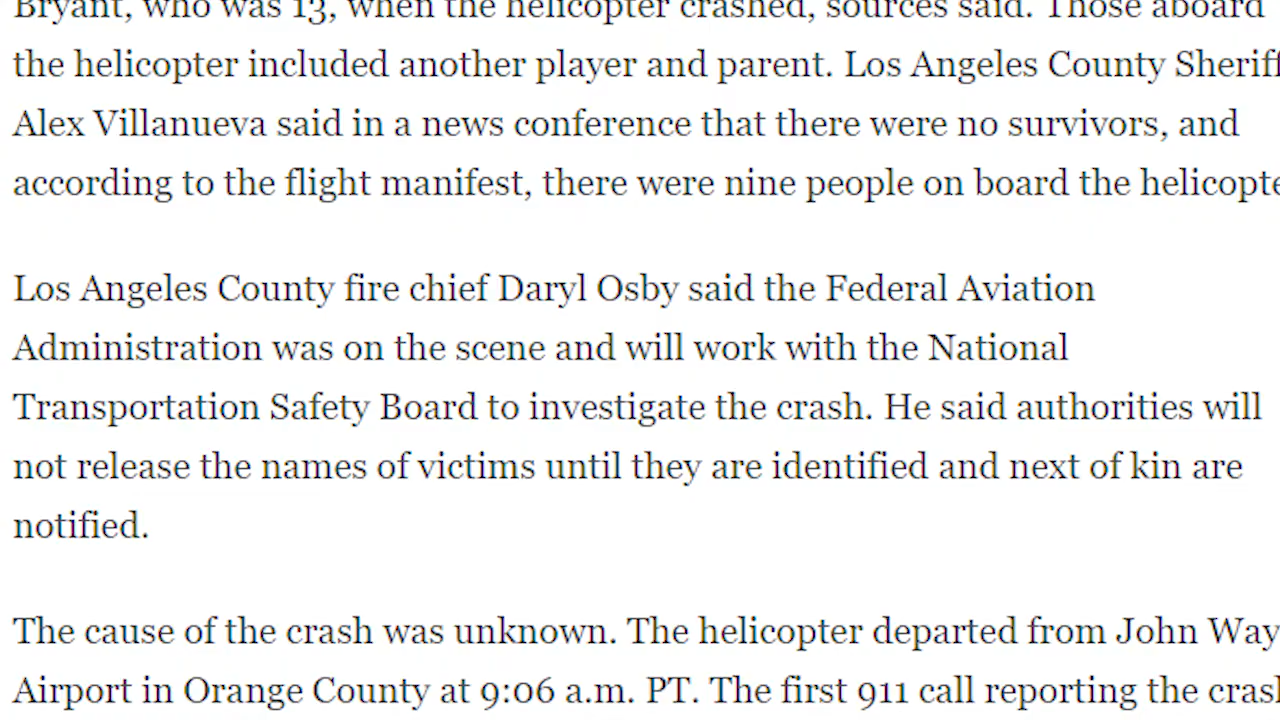 Bryant, who was 13, when the helicopter crashed, sources said. Those aboard
the helicopter included another player and parent. Los Angeles County Sheriff
Alex Villanueva said in a news conference that there were no survivors, and
according to the flight manifest, there were nine people on board the helicopte
Los Angeles County fire chief Daryl Osby said the Federal Aviation
Administration was on the scene and will work with the National
Transportation Safety Board to investigate the crash. He said authorities will
not release the names of victims until they are identified and next of kin are
notified.
The cause of the crash was unknown. The helicopter departed from John Way
Airport in Orange County at 9:06 a.m. PT. The first 911 call reporting the crash